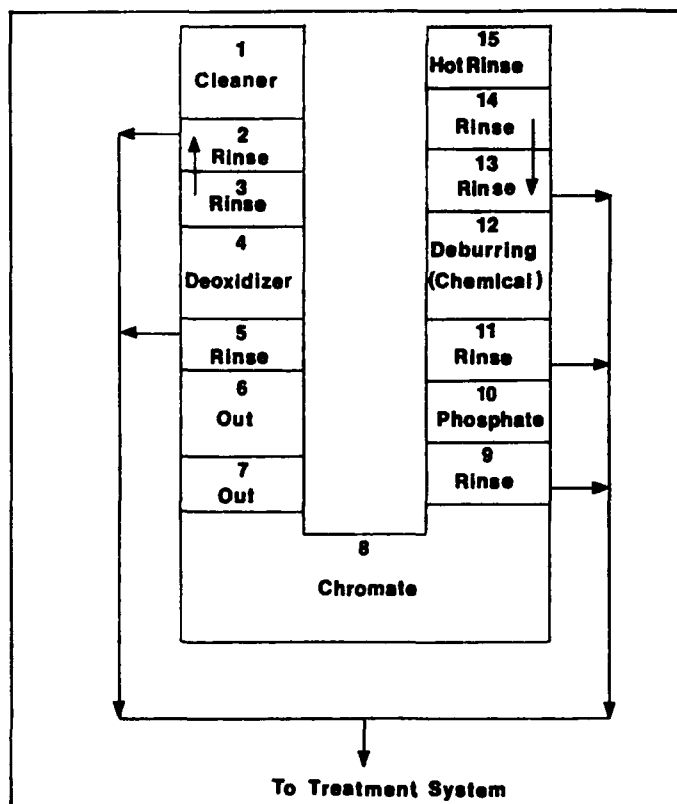 1
Cleaner
2
Rinse
3
Rinse
4
Deoxidizer
5
Rinse
6
Out
7
Out
8
Chromate
9
Rinse
10
Phosphate
11
Rinse
12
Deburring
(Chemical)
13
Rinse
14
Rinse
15
Hot Rinse
To Treatment System